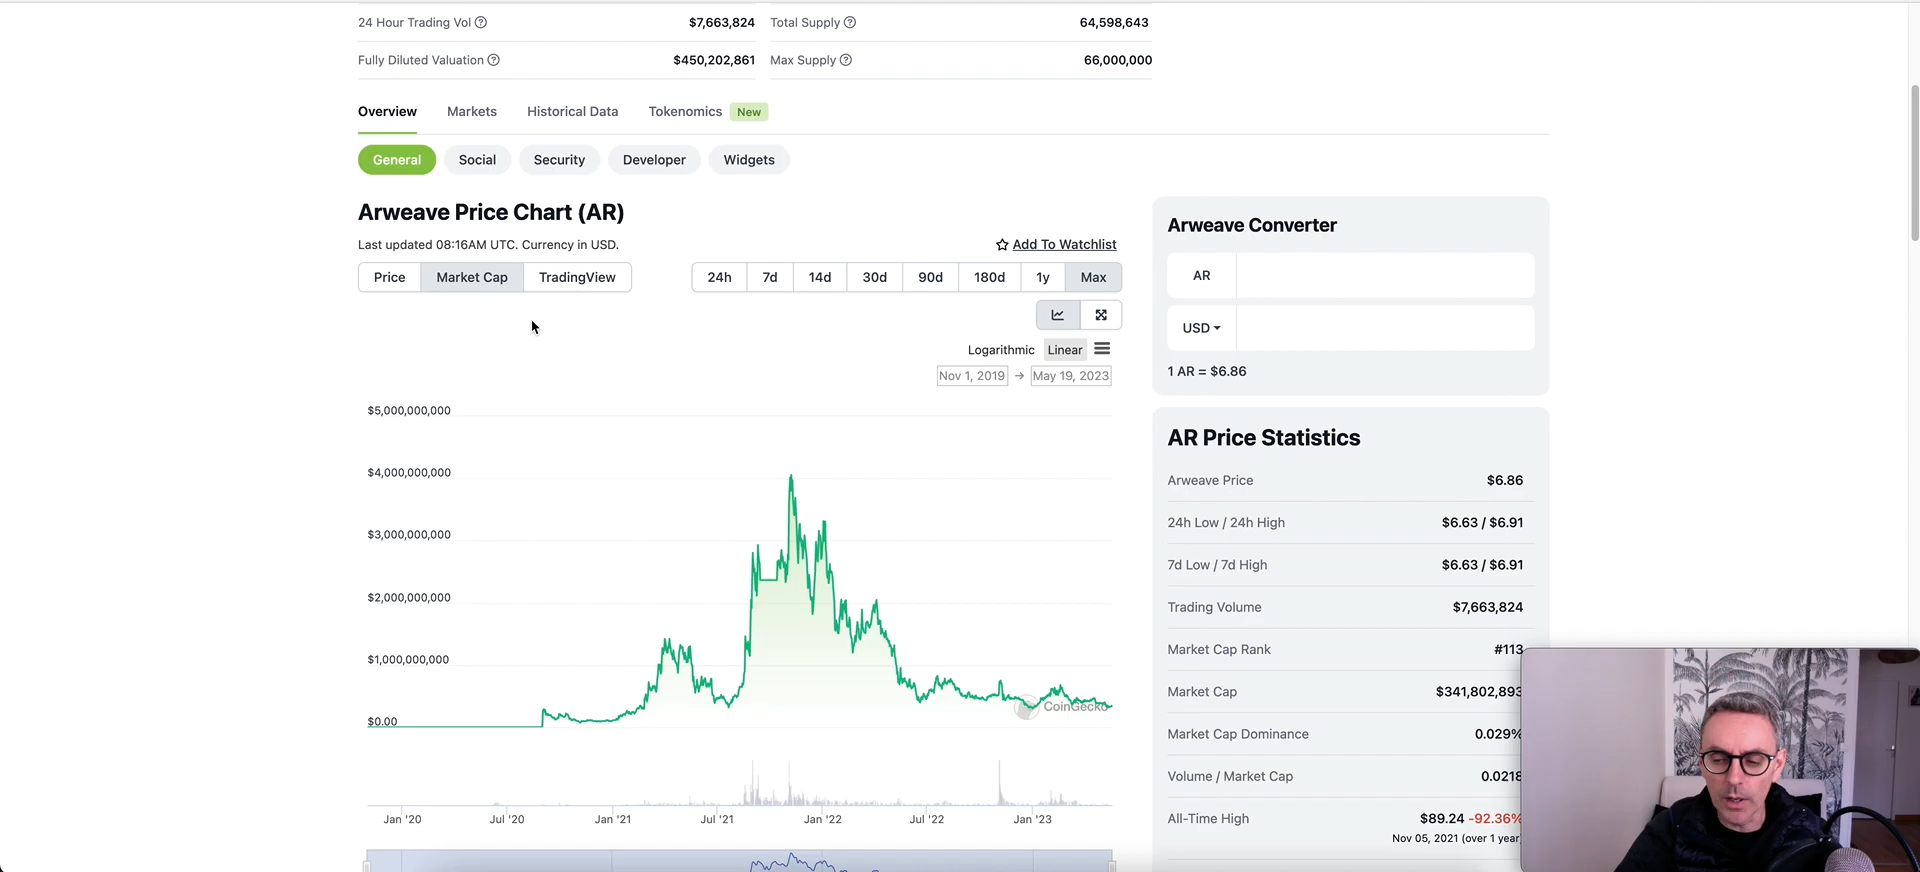 24 Hour Trading Vol $7,663,824 Total Supply 64,598,643
Fully Diluted Valuation $450,202,861 Max Supply 66,000,000
Overview Markets Historical Data Tokenomics New
General Social Security Developer Widgets
Arweave Price Chart (AR)
Last updated 08:16AM UTC. Currency in USD.
Add To Watchlist
Price Market Cap TradingView
24h 7d 14d 30d 90d 180d 1y Max
Logarithmic Linear
Nov 1, 2019 → May 19, 2023
$5,000,000,000
$4,000,000,000
$3,000,000,000
$2,000,000,000
$1,000,000,000
$0.00
CoinGecko
Jan '20 Jul '20 Jan '21 Jul '21 Jan '22 Jul '22 Jan '23
Arweave Converter
AR
USD
1 AR = $6.86
AR Price Statistics
Arweave Price $6.86
24h Low / 24h High $6.63 / $6.91
7d Low / 7d High $6.63 / $6.91
Trading Volume $7,663,824
Market Cap Rank #113
Market Cap $341,802,893
Market Cap Dominance 0.029%
Volume / Market Cap 0.0218
All-Time High $89.24 -92.36%
Nov 05, 2021 (over 1 year